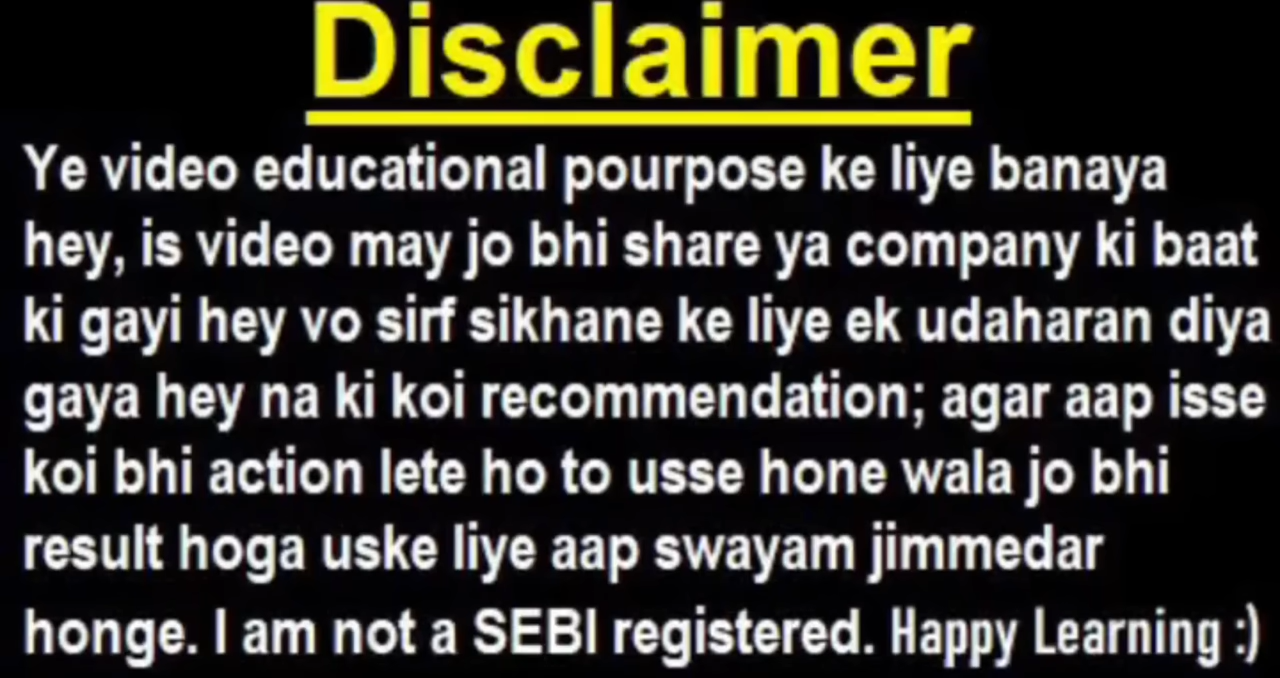 Disclaimer
Ye video educational pourpose ke liye banaya
hey, is video may jo bhi share ya company ki baat
ki gayi hey vo sirf sikhane ke liye ek udaharan diya
gaya hey na ki koi recommendation; agar aap isse
koi bhi action lete ho to usse hone wala jo bhi
result hoga uske liye aap swayam jimmedar
honge. I am not a SEBI registered. Happy Learning :)